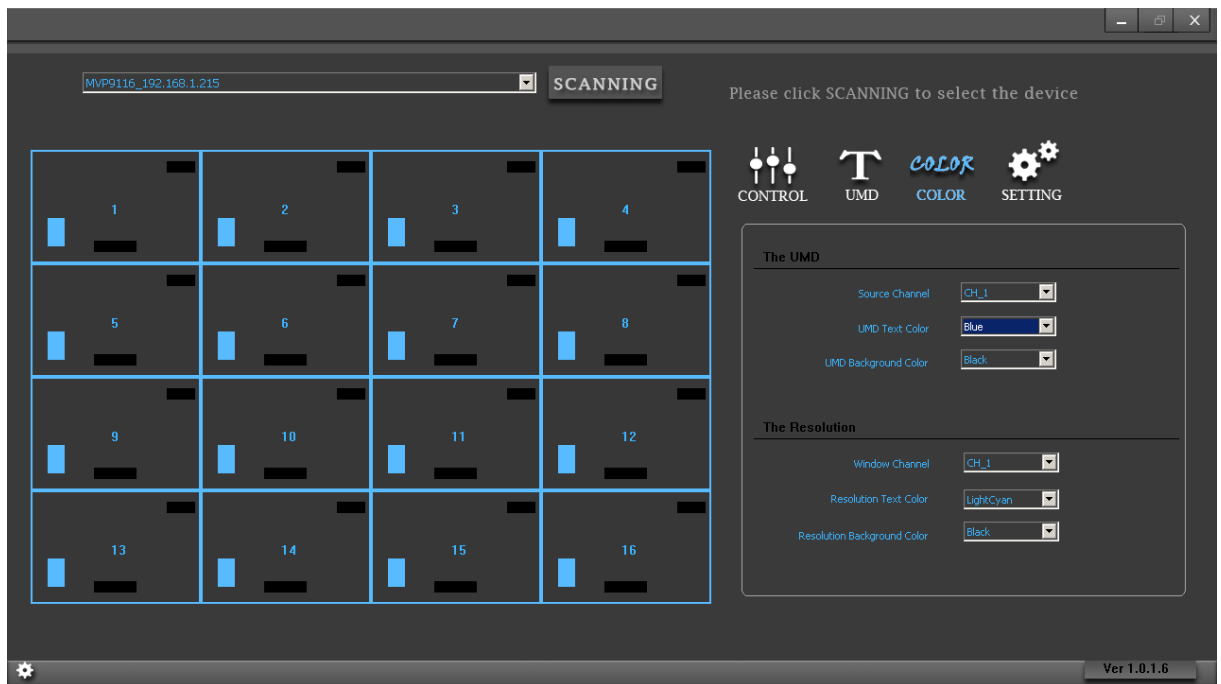 MVP9116_192.168.1.215
SCANNING
Please click SCANNING to select the device
COLOR
CONTROL UMD COLOR SETTING
1 2 3 4
5 6 7 8
9 10 11 12
13 14 15 16
The UMD
Source Channel CH_1
UMD Text Color Blue
UMD Background Color Black
The Resolution
Window Channel CH_1
Resolution Text Color LightCyan
Resolution Background Color Black
Ver 1.0.1.6